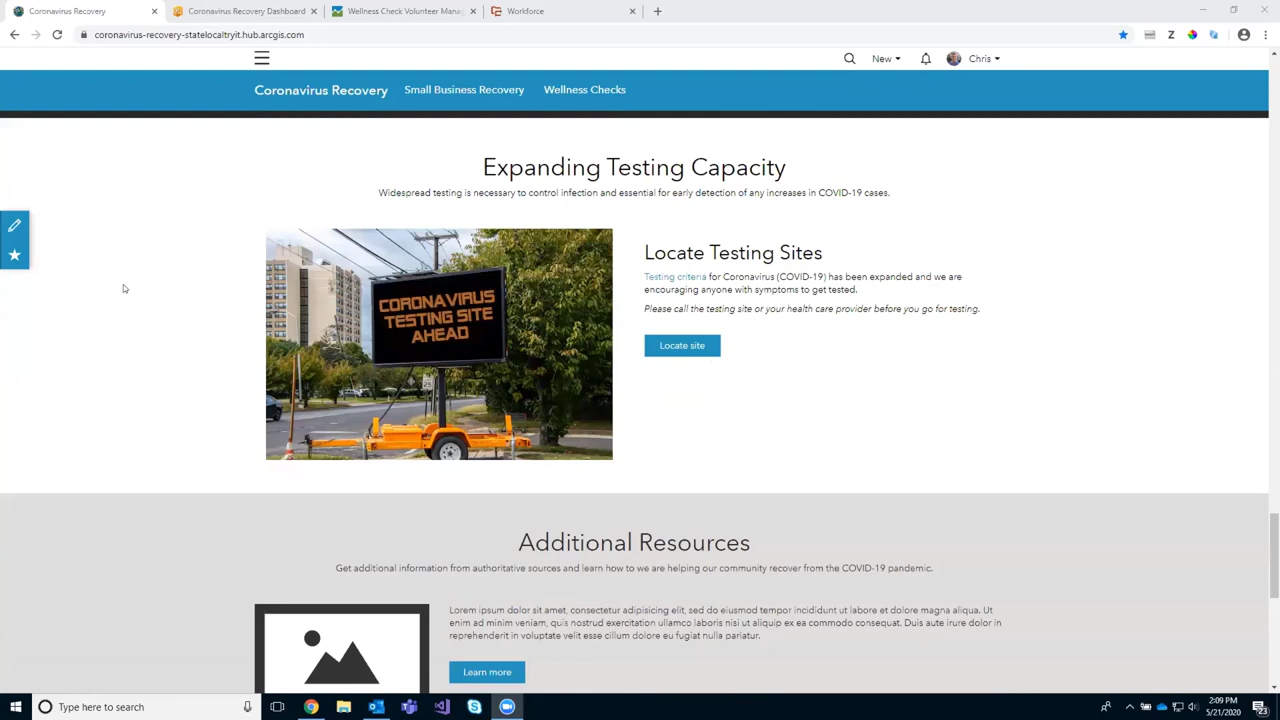 Coronavirus Recovery
Coronavirus Recovery Dashboard
Wellness Check Volunteer Mana
Workforce
coronavirus-recovery-statelocaltryit.hub.arcgis.com
New
Chris
Coronavirus Recovery
Small Business Recovery
Wellness Checks
Expanding Testing Capacity
Widespread testing is necessary to control infection and essential for early detection of any increases in COVID-19 cases.
CORONAVIRUS
TESTING SITE
AHEAD
Locate Testing Sites
Testing criteria for Coronavirus (COVID-19) has been expanded and we are
encouraging anyone with symptoms to get tested.
Please call the testing site or your health care provider before you go for testing.
Locate site
Additional Resources
Get additional information from authoritative sources and learn how to we are helping our community recover from the COVID-19 pandemic.
Lorem ipsum dolor sit amet, consectetur adipisicing elit, sed do eiusmod tempor incididunt ut labore et dolore magna aliqua. Ut
enim ad minim veniam, quis nostrud exercitation ullamco laboris nisi ut aliquip ex ea commodo consequat. Duis aute irure dolor in
reprehenderit in voluptate velit esse cillum dolore eu fugiat nulla pariatur.
Learn more
Type here to search
2:09 PM
5/21/2020
23